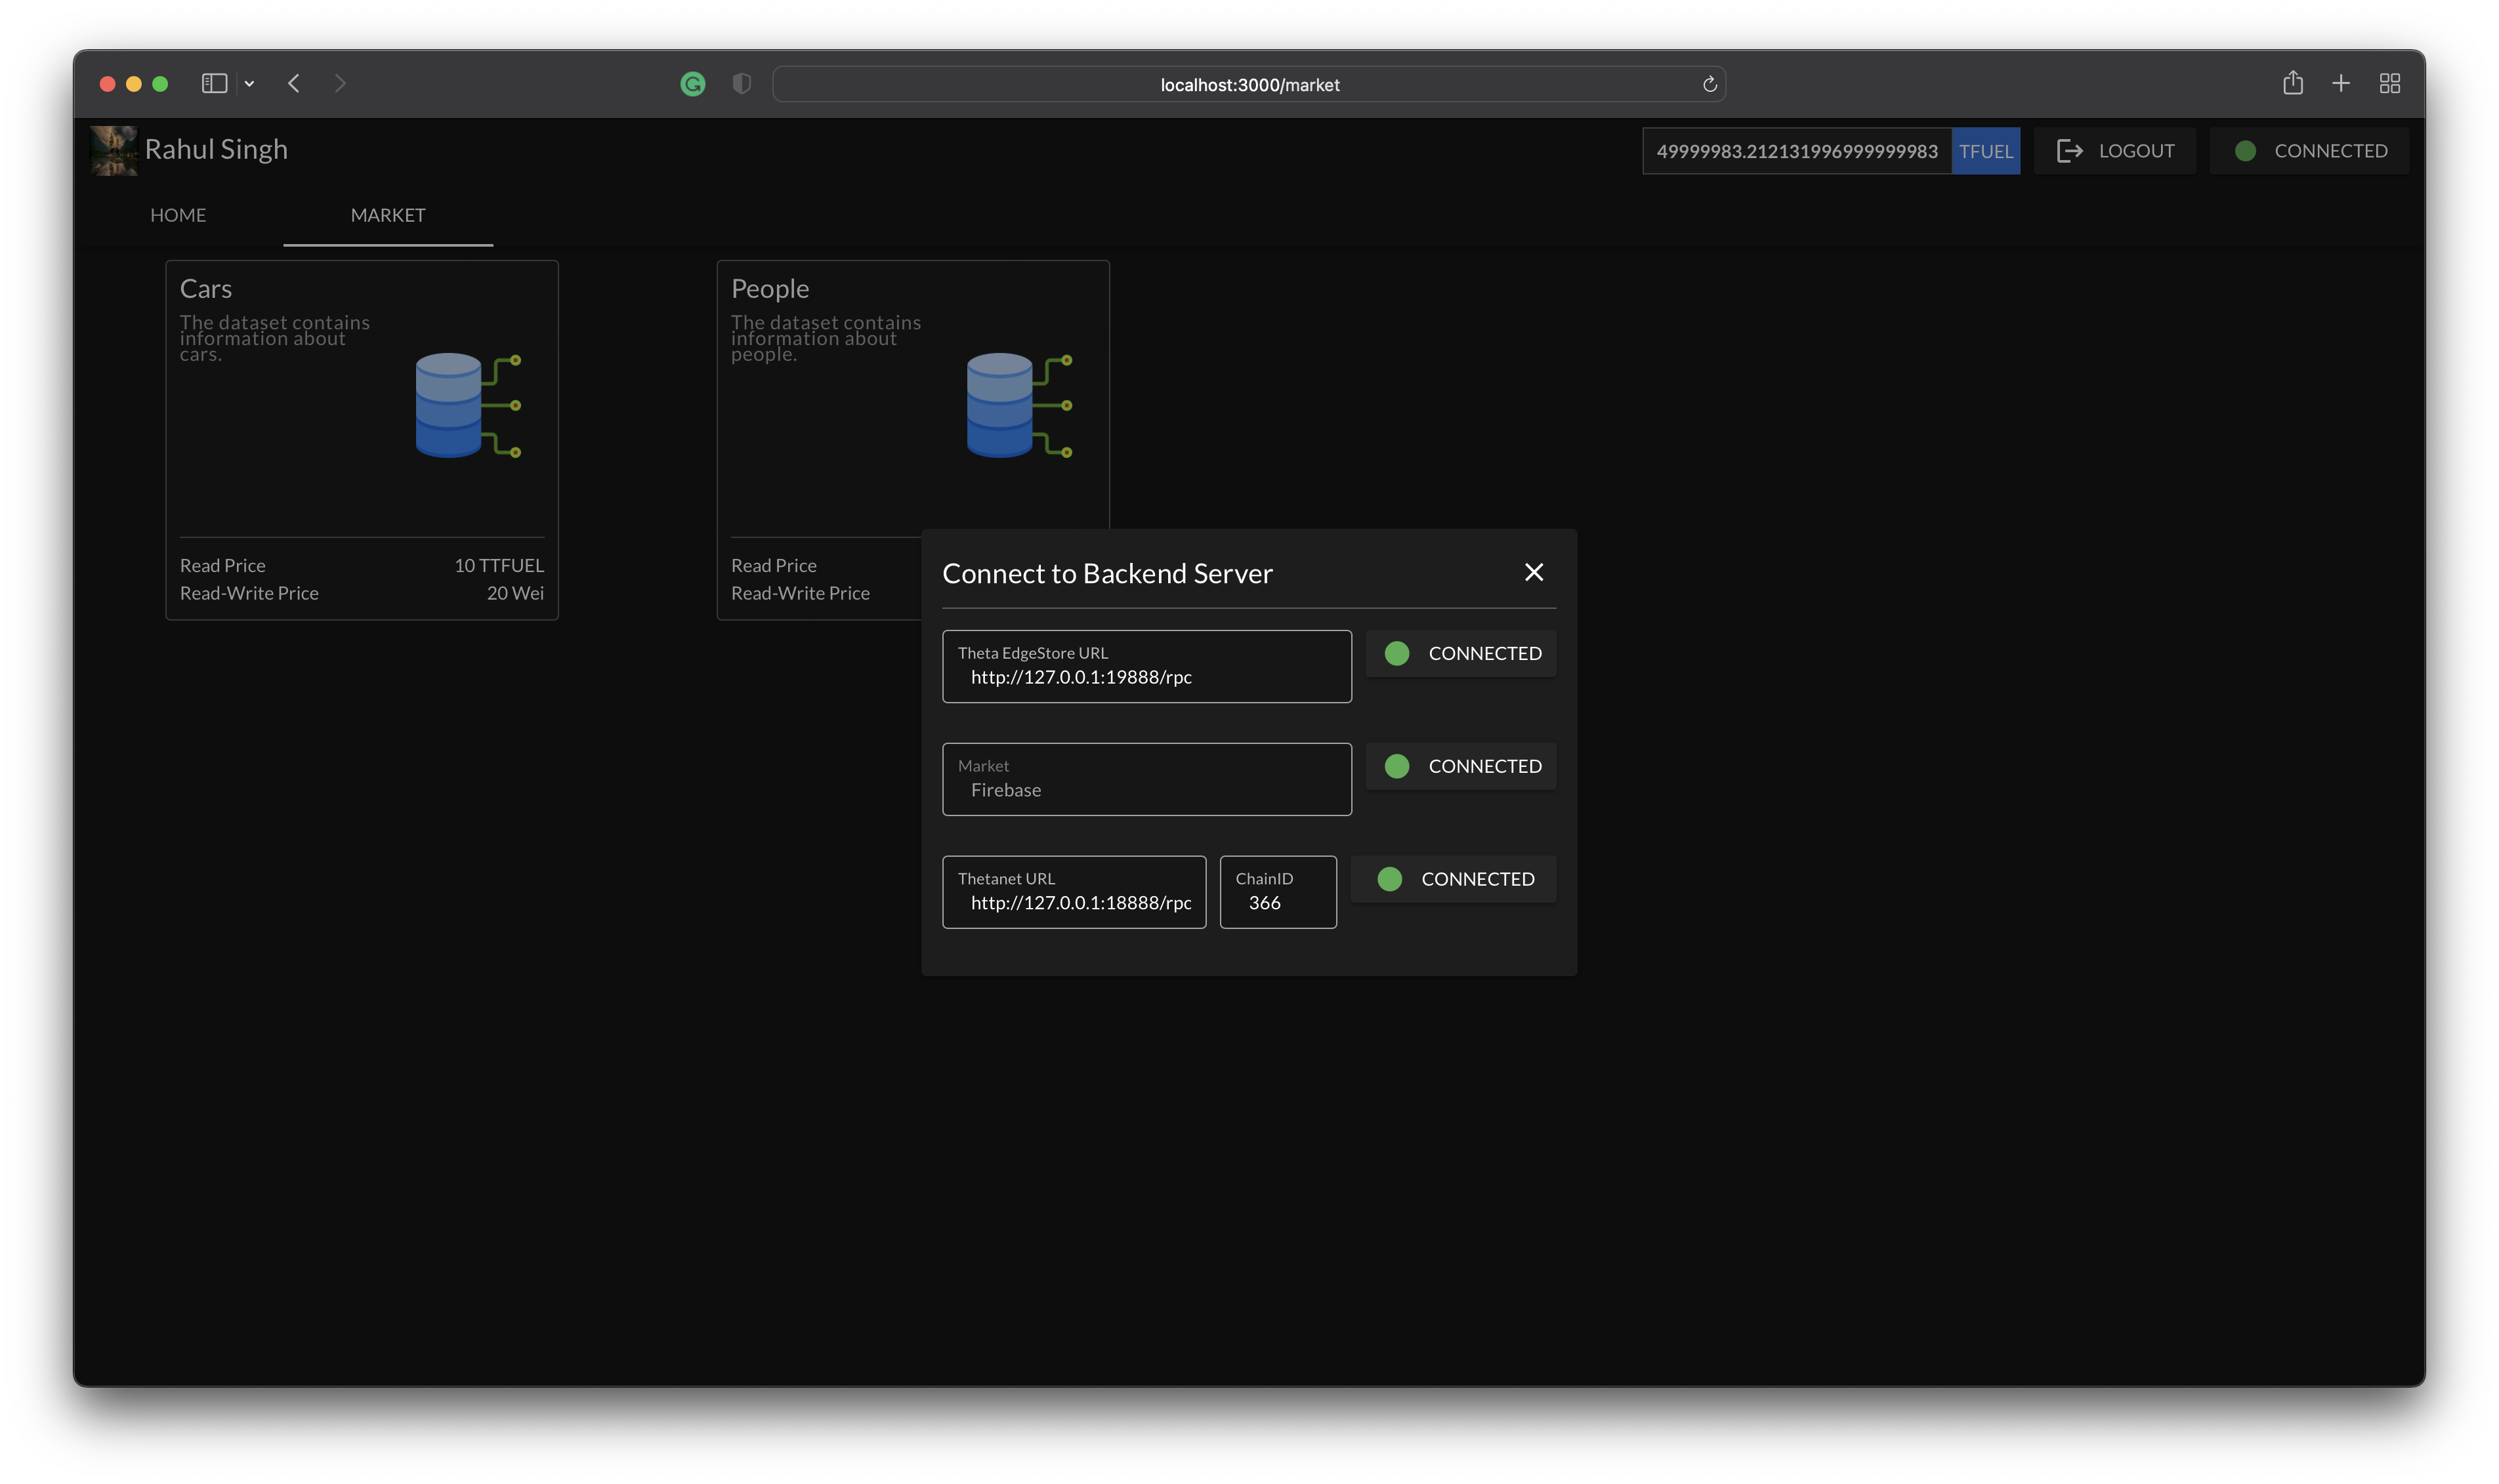 localhost:3000/market
Rahul Singh
49999983.212131996999999983 TFUEL
LOGOUT
CONNECTED
HOME
MARKET
Cars
The dataset contains
information about
cars.
Read Price 10 TTFUEL
Read-Write Price 20 Wei
People
The dataset contains
information about
people.
Read Price
Read-Write Price
Connect to Backend Server
Theta EdgeStore URL
http://127.0.0.1:19888/rpc
CONNECTED
Market
Firebase
CONNECTED
Thetanet URL
http://127.0.0.1:18888/rpc
ChainID
366
CONNECTED